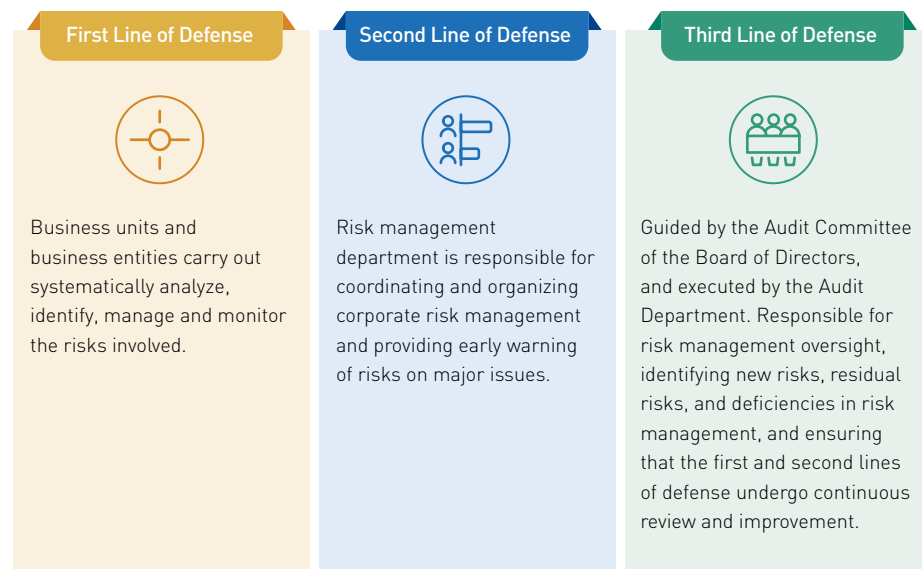 First Line of Defense
Business units and
business entities carry out
systematically analyze,
identify, manage and monitor
the risks involved.
Second Line of Defense
Risk management
department is responsible for
coordinating and organizing
corporate risk management
and providing early warning
of risks on major issues.
Third Line of Defense
Guided by the Audit Committee
of the Board of Directors,
and executed by the Audit
Department. Responsible for
risk management oversight,
identifying new risks, residual
risks, and deficiencies in risk
management, and ensuring
that the first and second lines
of defense undergo continuous
review and improvement.